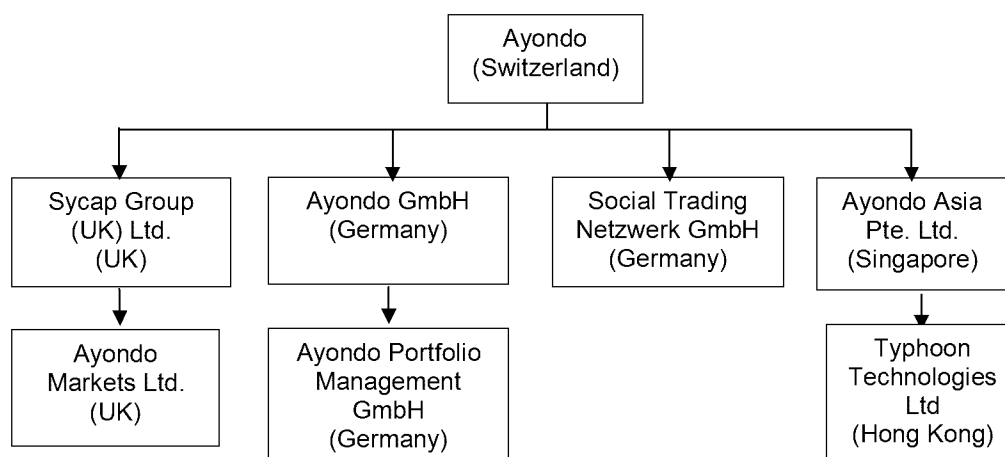 Ayondo
(Switzerland)
Sycap Group
(UK) Ltd.
(UK)
Ayondo GmbH
(Germany)
Social Trading
Netzwerk GmbH
(Germany)
Ayondo Asia
Pte. Ltd.
(Singapore)
Ayondo
Markets Ltd.
(UK)
Ayondo Portfolio
Management
GmbH
(Germany)
Typhoon
Technologies
Ltd
(Hong Kong)